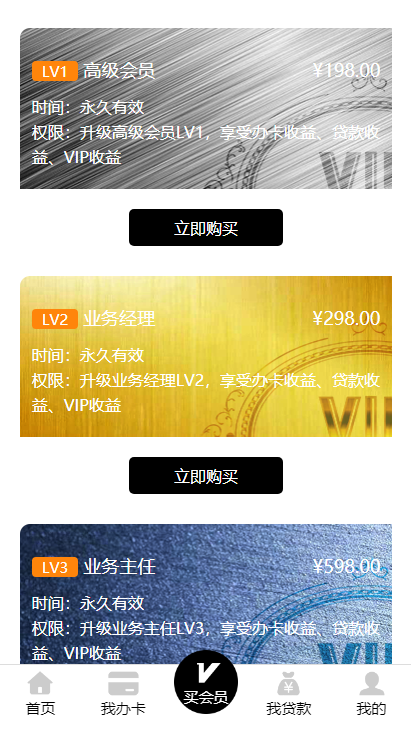 LV1 高级会员 ¥198.00
时间：永久有效
权限：升级高级会员LV1，享受办卡收益、贷款收
益、VIP收益
VIP
立即购买
LV2 业务经理 ¥298.00
时间：永久有效
权限：升级业务经理LV2，享受办卡收益、贷款收
益、VIP收益
VIP
立即购买
LV3 业务主任 ¥598.00
时间：永久有效
权限：升级业务主任LV3，享受办卡收益、贷款收
益、VIP收益
VIP
首页 我办卡 买会员 我贷款 我的